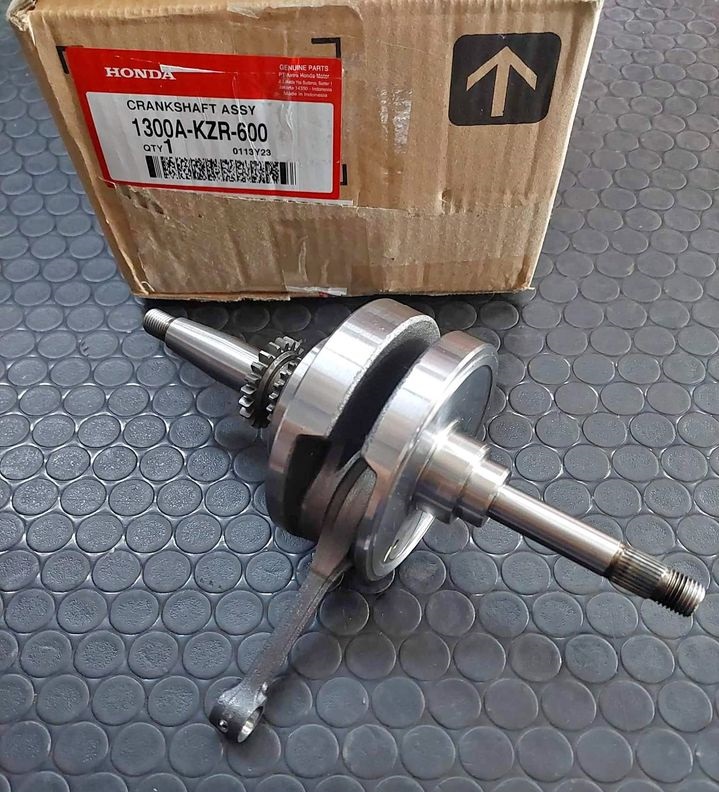 HONDA
GENUINE PARTS
PT Astra Honda Motor
Jakarta 14350 - Indonesia
Made in Indonesia
CRANKSHAFT ASSY
1300A-KZR-600
QTY 1
0113Y23